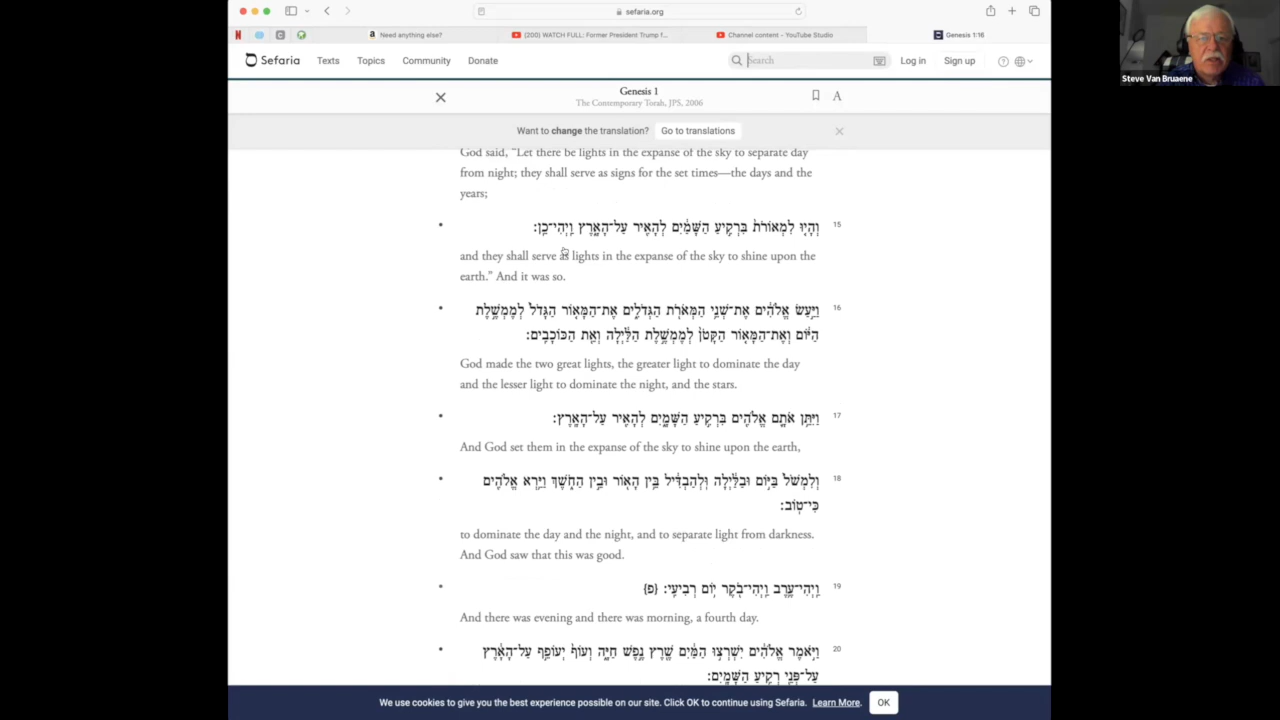 sefaria.org
Need anything else?
(200) WATCH FULL: Former President Trump f...
Channel content - YouTube Studio
Genesis 1:16
Steve Van Bruaene
Sefaria Texts Topics Community Donate Search Log in Sign up
Genesis 1
The Contemporary Torah, JPS, 2006
Want to change the translation? Go to translations
God said, “Let there be lights in the expanse of the sky to separate day
from night; they shall serve as signs for the set times—the days and the
years;
15
וְהָי֤וּ לִמְאוֹרֹת֙ בִּרְקִ֣יעַ הַשָּׁמַ֔יִם לְהָאִ֖יר עַל־הָאָ֑רֶץ וַֽיְהִי־כֵֽן׃
and they shall serve as lights in the expanse of the sky to shine upon the
earth.” And it was so.
16
וַיַּ֣עַשׂ אֱלֹהִ֔ים אֶת־שְׁנֵ֥י הַמְּאֹרֹ֖ת הַגְּדֹלִ֑ים אֶת־הַמָּא֤וֹר הַגָּדֹל֙ לְמֶמְשֶׁ֣לֶת
הַיּ֔וֹם וְאֶת־הַמָּא֤וֹר הַקָּטֹן֙ לְמֶמְשֶׁ֣לֶת הַלַּ֔יְלָה וְאֵ֖ת הַכּוֹכָבִֽים׃
God made the two great lights, the greater light to dominate the day
and the lesser light to dominate the night, and the stars.
17
וַיִּתֵּ֥ן אֹתָ֛ם אֱלֹהִ֖ים בִּרְקִ֣יעַ הַשָּׁמָ֑יִם לְהָאִ֖יר עַל־הָאָֽרֶץ׃
And God set them in the expanse of the sky to shine upon the earth,
18
וְלִמְשֹׁל֙ בַּיּ֣וֹם וּבַלַּ֔יְלָה וּֽלְהַבְדִּ֔יל בֵּ֥ין הָא֖וֹר וּבֵ֣ין הַחֹ֑שֶׁךְ וַיַּ֥רְא אֱלֹהִ֖ים
כִּי־טֽוֹב׃
to dominate the day and the night, and to separate light from darkness.
And God saw that this was good.
19
וַֽיְהִי־עֶ֥רֶב וַֽיְהִי־בֹ֖קֶר י֥וֹם רְבִיעִֽי׃ {פ}
And there was evening and there was morning, a fourth day.
20
וַיֹּ֣אמֶר אֱלֹהִ֔ים יִשְׁרְצ֣וּ הַמַּ֔יִם שֶׁ֖רֶץ נֶ֣פֶשׁ חַיָּ֑ה וְעוֹף֙ יְעוֹפֵ֣ף עַל־הָאָ֔רֶץ
עַל־פְּנֵ֖י רְקִ֥יעַ הַשָּׁמָֽיִם׃
We use cookies to give you the best experience possible on our site. Click OK to continue using Sefaria. Learn More. OK